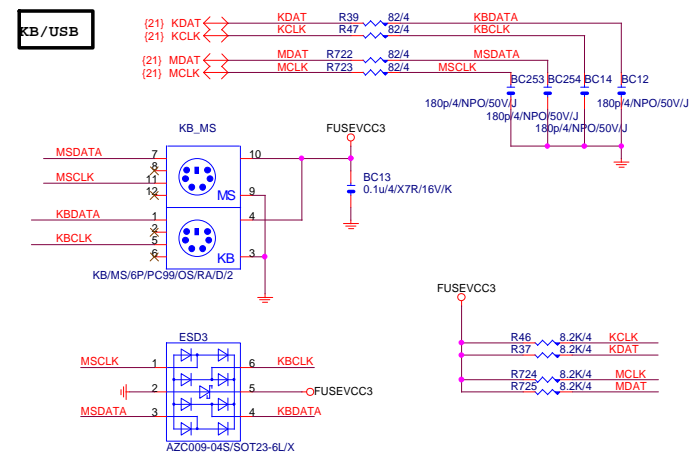 KB/USB
{21} KDAT KDAT R39 82/4 KBDATA
{21} KCLK KCLK R47 82/4 KBCLK
{21} MDAT MDAT R722 82/4 MSDATA
{21} MCLK MCLK R723 82/4 MSCLK
BC253 BC254 BC14 BC12
180p/4/NPO/50V/J 180p/4/NPO/50V/J
180p/4/NPO/50V/J
180p/4/NPO/50V/J
KB_MS FUSEVCC3
MSDATA 7 10
8
MSCLK 11
12 MS 9
BC13
0.1u/4/X7R/16V/K
KBDATA 1 4
2
KBCLK 5
6 KB 3
KB/MS/6P/PC99/OS/RA/D/2
FUSEVCC3
R46 8.2K/4 KCLK
R37 8.2K/4 KDAT
R724 8.2K/4 MCLK
R725 8.2K/4 MDAT
ESD3
MSCLK 1 6 KBCLK
2 5 FUSEVCC3
MSDATA 3 4 KBDATA
AZC009-04S/SOT23-6L/X